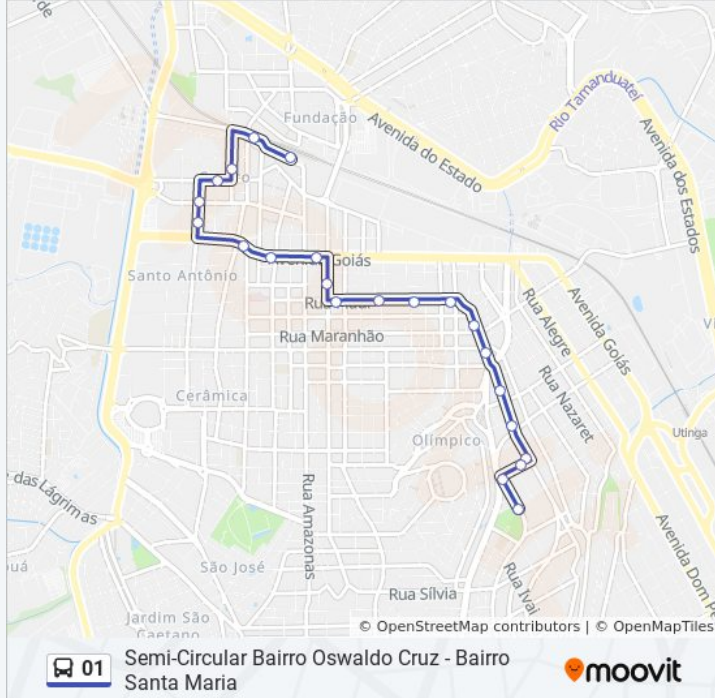 de
Fundação
Avenida do Estado
Rio Tamanduateí
Avenida dos Estados
Santo Antônio
Goiás
Rua
Rua Maranhão
Rua Alegre
Avenida Goiás
Rua Nazaret
Cerâmica
Olímpico
Utinga
das Lágrimas
Rua Amazonas
São José
Rua Sílvia
Rua Ivaí
Avenida Dom P
Jardim São
Caetano
© OpenStreetMap contributors | © OpenMapTiles
01
Semi-Circular Bairro Oswaldo Cruz - Bairro
Santa Maria
moovit